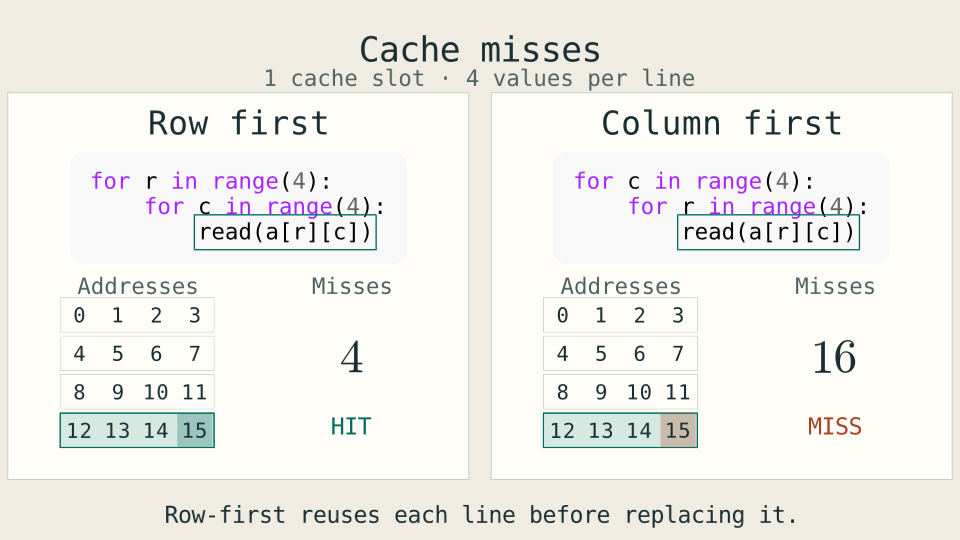 Cache misses
1 cache slot · 4 values per line
Row first
for r in range(4):
    for c in range(4):
        read(a[r][c])
Addresses
0 1 2 3
4 5 6 7
8 9 10 11
12 13 14 15
Misses
4
HIT
Column first
for c in range(4):
    for r in range(4):
        read(a[r][c])
Addresses
0 1 2 3
4 5 6 7
8 9 10 11
12 13 14 15
Misses
16
MISS
Row-first reuses each line before replacing it.